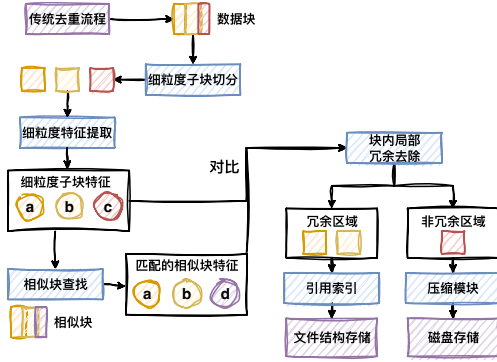 传统去重流程
数据块
细粒度子块切分
细粒度特征提取
细粒度子块特征
a b c
相似块查找
相似块
匹配的相似块特征
a b d
对比
块内局部
冗余去除
冗余区域
非冗余区域
引用索引
压缩模块
文件结构存储
磁盘存储